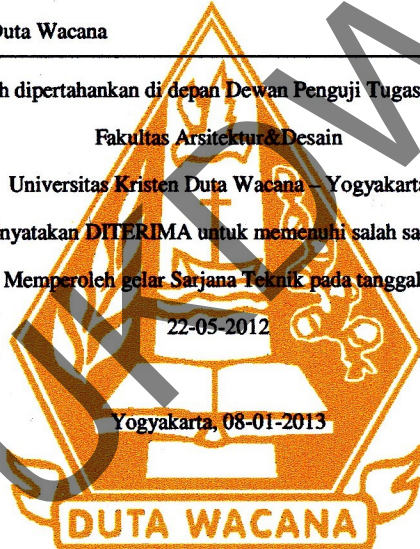 Duta Wacana
h dipertahankan di depan Dewan Penguji Tugas
Fakultas Arsitektur&Desain
Universitas Kristen Duta Wacana – Yogyakarta
nyatakan DITERIMA untuk memenuhi salah sa
Memperoleh gelar Sarjana Teknik pada tanggal
22-05-2012
Yogyakarta, 08-01-2013
DUTA WACANA
UKDW